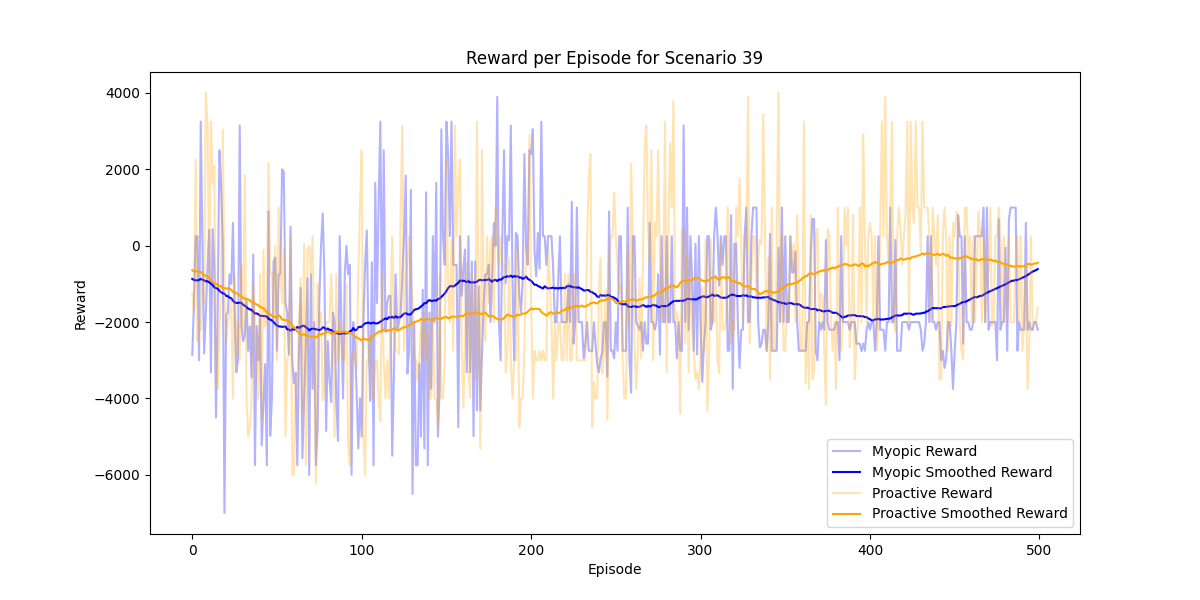 Reward per Episode for Scenario 39
Reward
4000
2000
0
−2000
−4000
−6000
0
100
200
300
400
500
Episode
Myopic Reward
Myopic Smoothed Reward
Proactive Reward
Proactive Smoothed Reward